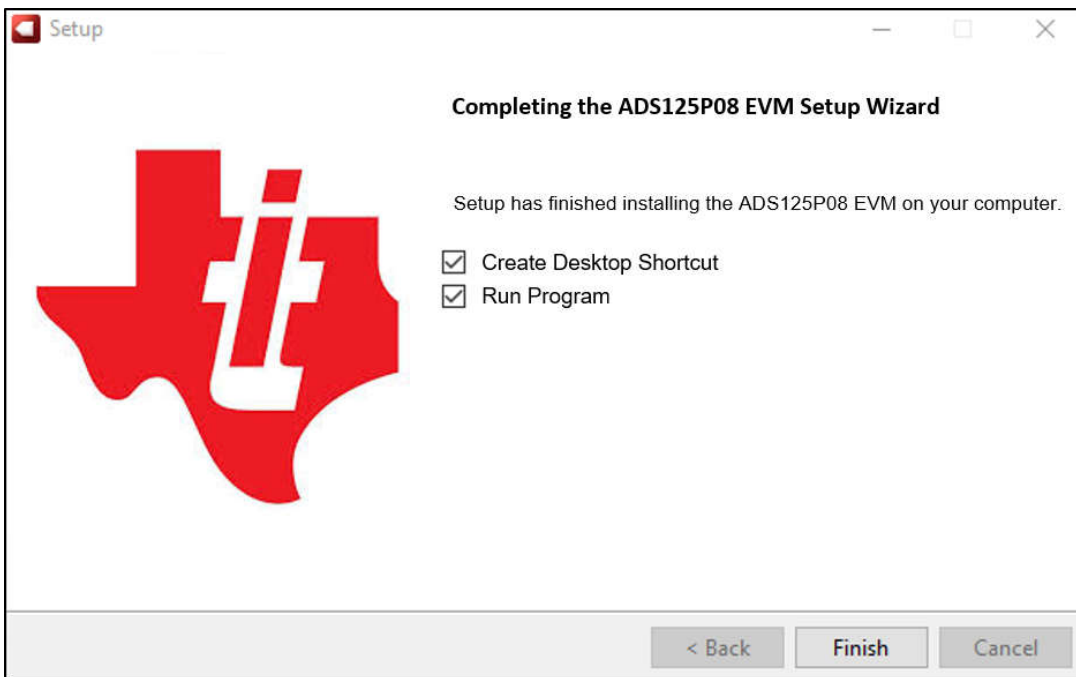 Setup
Completing the ADS125P08 EVM Setup Wizard
Setup has finished installing the ADS125P08 EVM on your computer.
Create Desktop Shortcut
Run Program
< Back
Finish
Cancel